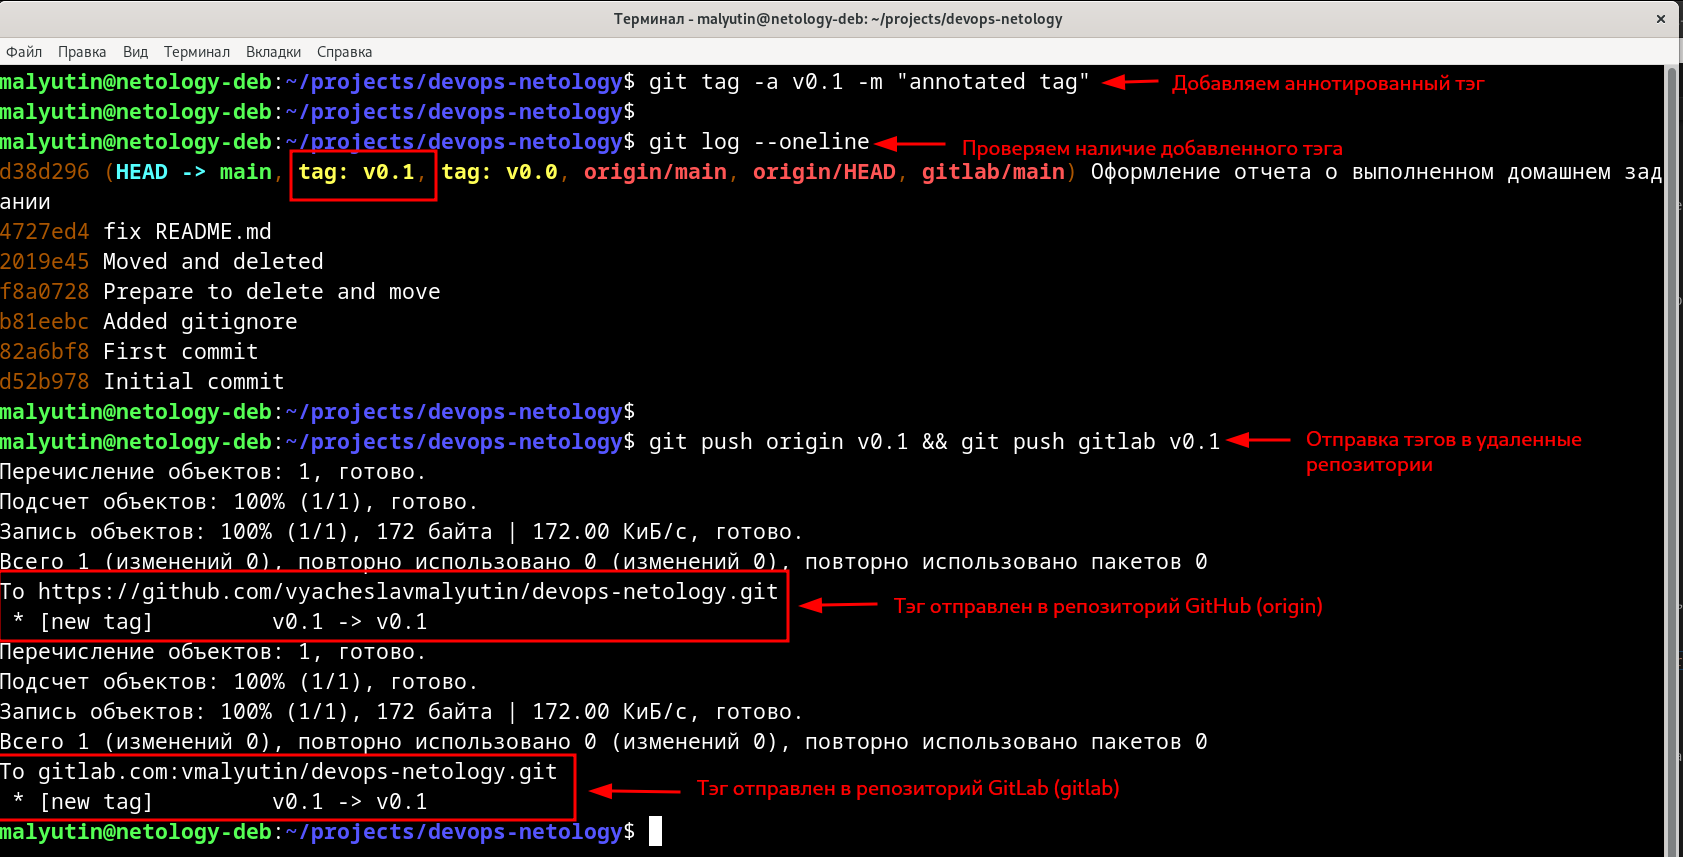 Терминал - malyutin@netology-deb: ~/projects/devops-netology
Файл Правка Вид Терминал Вкладки Справка
malyutin@netology-deb:~/projects/devops-netology$ git tag -a v0.1 -m "annotated tag" Добавляем аннотированный тэг
malyutin@netology-deb:~/projects/devops-netology$
malyutin@netology-deb:~/projects/devops-netology$ git log --oneline Проверяем наличие добавленного тэга
d38d296 (HEAD -> main, tag: v0.1, tag: v0.0, origin/main, origin/HEAD, gitlab/main) Оформление отчета о выполненном домашнем зад
ании
4727ed4 fix README.md
2019e45 Moved and deleted
f8a0728 Prepare to delete and move
b81eebc Added gitignore
82a6bf8 First commit
d52b978 Initial commit
malyutin@netology-deb:~/projects/devops-netology$
malyutin@netology-deb:~/projects/devops-netology$ git push origin v0.1 && git push gitlab v0.1 Отправка тэгов в удаленные
репозитории
Перечисление объектов: 1, готово.
Подсчет объектов: 100% (1/1), готово.
Запись объектов: 100% (1/1), 172 байта | 172.00 КиБ/с, готово.
Всего 1 (изменений 0), повторно использовано 0 (изменений 0), повторно использовано пакетов 0
To https://github.com/vyacheslavmalyutin/devops-netology.git
* [new tag] v0.1 -> v0.1
Тэг отправлен в репозиторий GitHub (origin)
Перечисление объектов: 1, готово.
Подсчет объектов: 100% (1/1), готово.
Запись объектов: 100% (1/1), 172 байта | 172.00 КиБ/с, готово.
Всего 1 (изменений 0), повторно использовано 0 (изменений 0), повторно использовано пакетов 0
To gitlab.com:vmalyutin/devops-netology.git
* [new tag] v0.1 -> v0.1
Тэг отправлен в репозиторий GitLab (gitlab)
malyutin@netology-deb:~/projects/devops-netology$